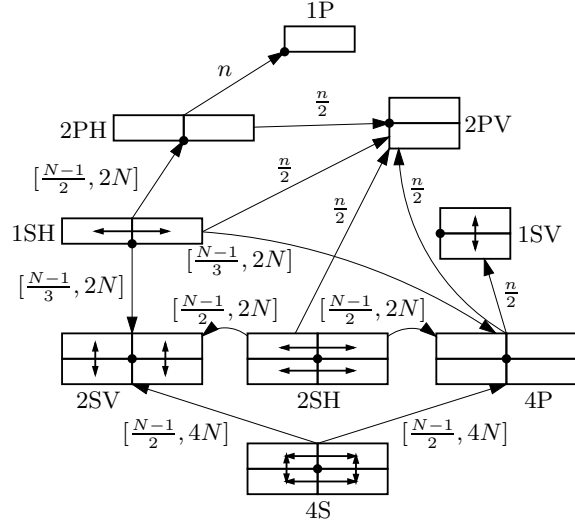 1P
n
n/2
2PH
2PV
[N−1/2, 2N]
n/2
n/2
n/2
1SH
1SV
[N−1/3, 2N]
[N−1/3, 2N]
n/2
[N−1/2, 2N]
[N−1/2, 2N]
2SV
2SH
4P
[N−1/2, 4N]
[N−1/2, 4N]
4S